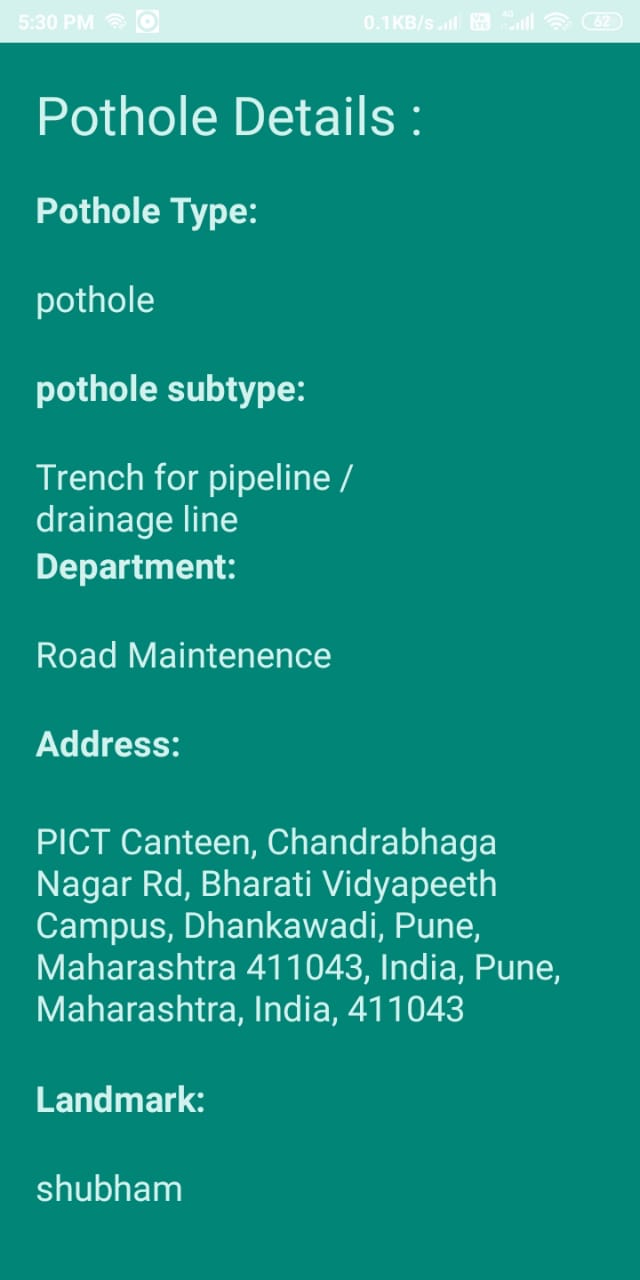 5:30 PM 0.1KB/s Vo LTE 4G 62
Pothole Details :
Pothole Type:
pothole
pothole subtype:
Trench for pipeline /
drainage line
Department:
Road Maintenence
Address:
PICT Canteen, Chandrabhaga
Nagar Rd, Bharati Vidyapeeth
Campus, Dhankawadi, Pune,
Maharashtra 411043, India, Pune,
Maharashtra, India, 411043
Landmark:
shubham